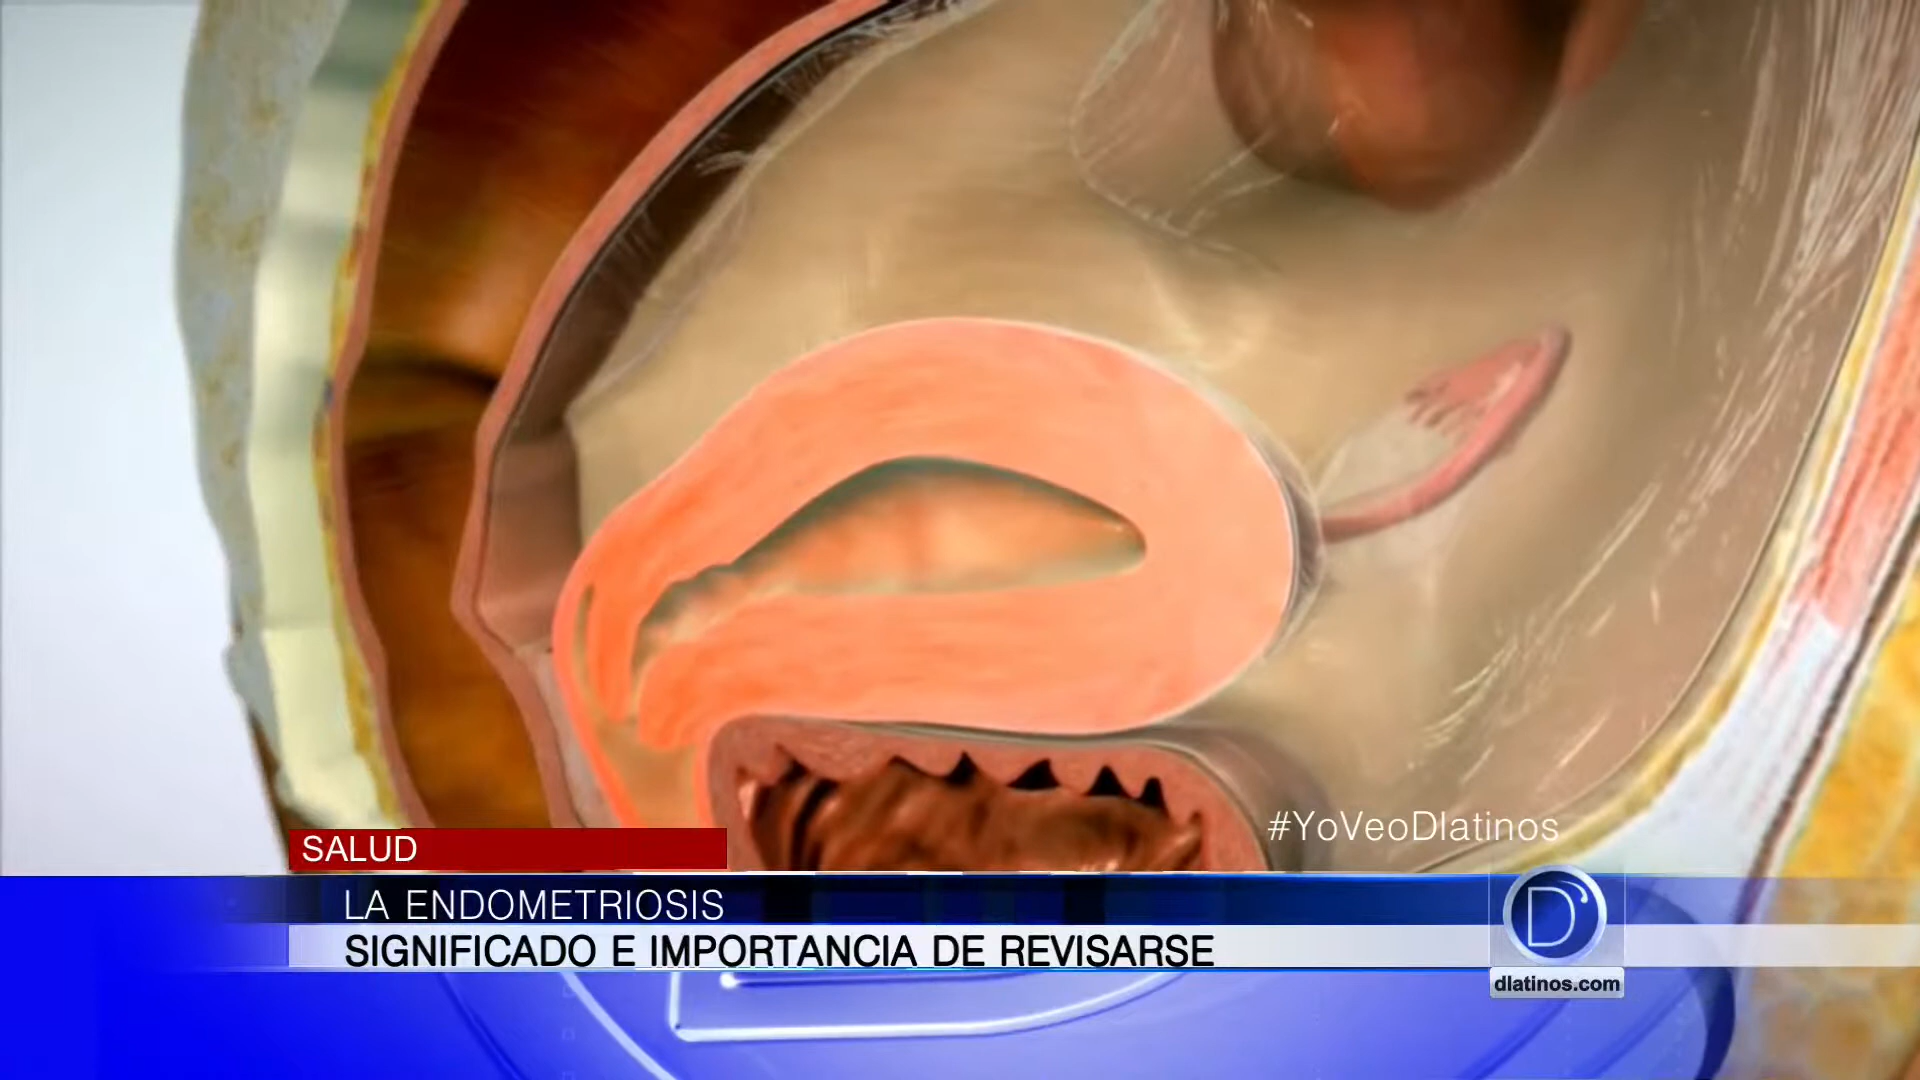 #YoVeoDlatinos
SALUD
LA ENDOMETRIOSIS
SIGNIFICADO E IMPORTANCIA DE REVISARSE
D
dlatinos.com